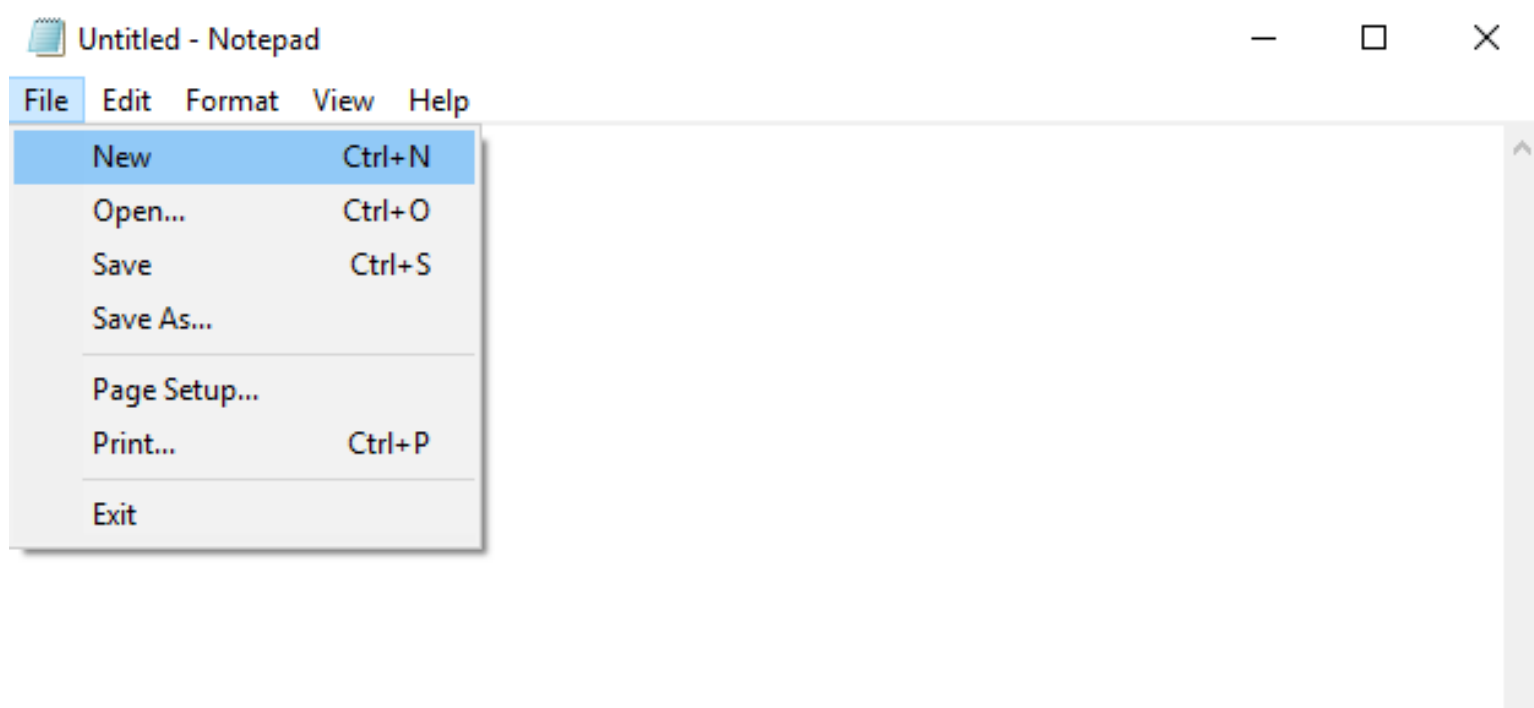 Untitled - Notepad
File Edit Format View Help
New Ctrl+N
Open... Ctrl+O
Save Ctrl+S
Save As...
Page Setup...
Print... Ctrl+P
Exit